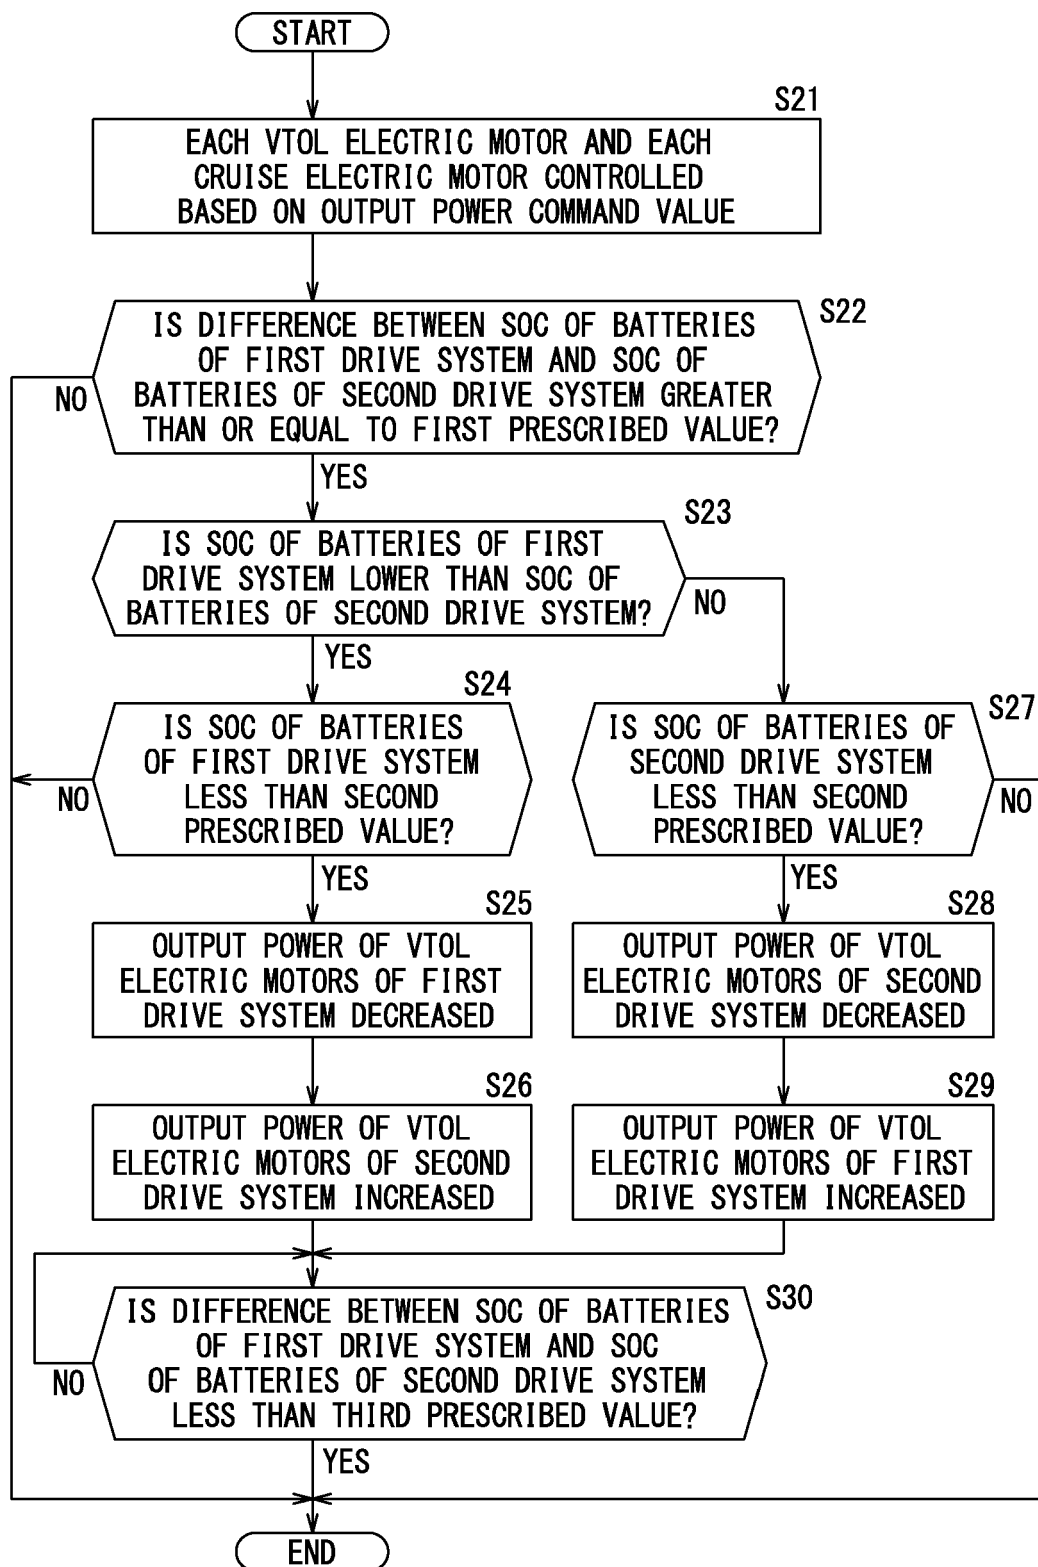 START
S21
EACH VTOL ELECTRIC MOTOR AND EACH
CRUISE ELECTRIC MOTOR CONTROLLED
BASED ON OUTPUT POWER COMMAND VALUE
S22
IS DIFFERENCE BETWEEN SOC OF BATTERIES
OF FIRST DRIVE SYSTEM AND SOC OF
BATTERIES OF SECOND DRIVE SYSTEM GREATER
THAN OR EQUAL TO FIRST PRESCRIBED VALUE?
NO
YES
S23
IS SOC OF BATTERIES OF FIRST
DRIVE SYSTEM LOWER THAN SOC OF
BATTERIES OF SECOND DRIVE SYSTEM?
NO
YES
S24
IS SOC OF BATTERIES
OF FIRST DRIVE SYSTEM
LESS THAN SECOND
PRESCRIBED VALUE?
NO
YES
S27
IS SOC OF BATTERIES OF
SECOND DRIVE SYSTEM
LESS THAN SECOND
PRESCRIBED VALUE?
NO
YES
S25
OUTPUT POWER OF VTOL
ELECTRIC MOTORS OF FIRST
DRIVE SYSTEM DECREASED
S28
OUTPUT POWER OF VTOL
ELECTRIC MOTORS OF SECOND
DRIVE SYSTEM DECREASED
S26
OUTPUT POWER OF VTOL
ELECTRIC MOTORS OF SECOND
DRIVE SYSTEM INCREASED
S29
OUTPUT POWER OF VTOL
ELECTRIC MOTORS OF FIRST
DRIVE SYSTEM INCREASED
S30
IS DIFFERENCE BETWEEN SOC OF BATTERIES
OF FIRST DRIVE SYSTEM AND SOC
OF BATTERIES OF SECOND DRIVE SYSTEM
LESS THAN THIRD PRESCRIBED VALUE?
NO
YES
END